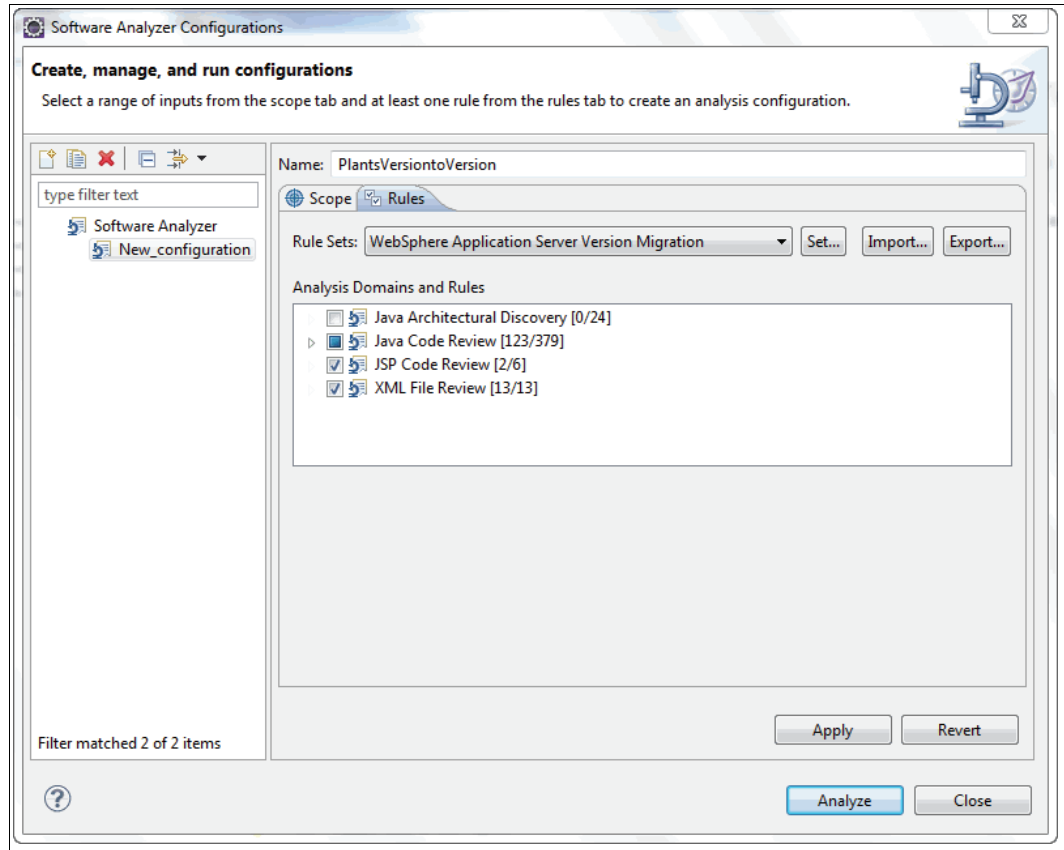 Software Analyzer Configurations
Create, manage, and run configurations
Select a range of inputs from the scope tab and at least one rule from the rules tab to create an analysis configuration.
type filter text
Software Analyzer
New_configuration
Filter matched 2 of 2 items
Name: PlantsVersiontoVersion
Scope Rules
Rule Sets: WebSphere Application Server Version Migration Set... Import... Export...
Analysis Domains and Rules
Java Architectural Discovery [0/24]
Java Code Review [123/379]
JSP Code Review [2/6]
XML File Review [13/13]
Apply Revert
? Analyze Close